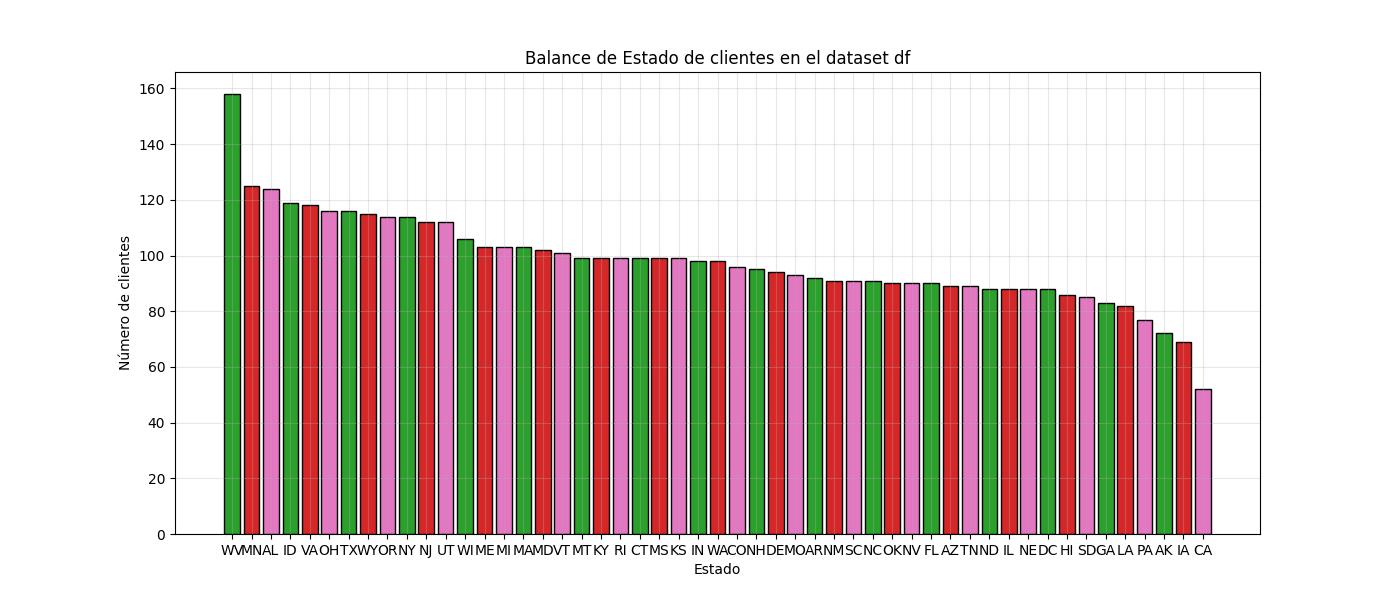 Balance de Estado de clientes en el dataset df
160
140
120
100
80
60
40
20
0
Número de clientes
WV MN AL ID VA OH TX WY OR NY NJ UT WI ME MI MA MD VT MT KY RI CT MS KS IN WA CO NH DE MO AR NM SC NC OK NV FL AZ TN ND IL NE DC HI SD GA LA PA AK IA CA
Estado